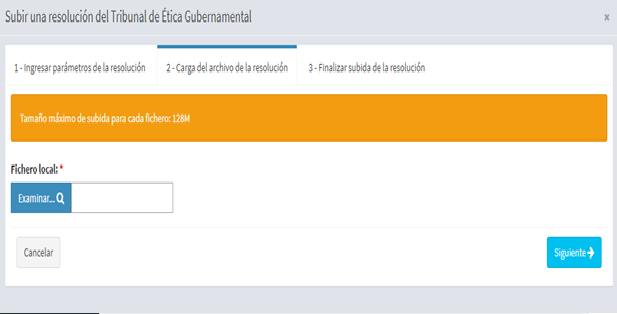 Subir una resolución del Tribunal de Ética Gubernamental
×
1 - Ingresar parámetros de la resolución
2 - Carga del archivo de la resolución
3 - Finalizar subida de la resolución
Tamaño máximo de subida para cada fichero: 128M
Fichero local: *
Examinar...
Cancelar
Siguiente